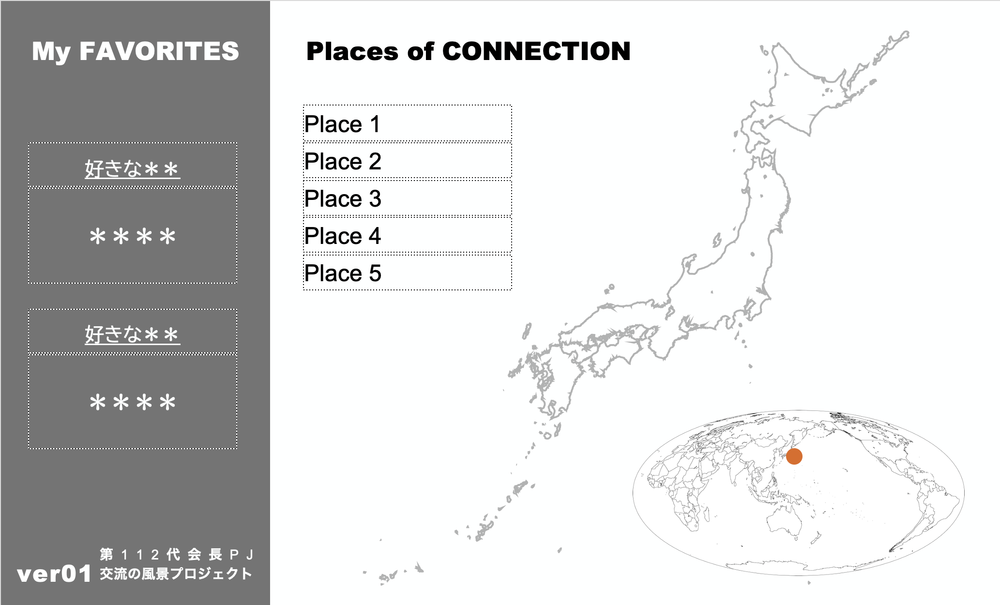 My FAVORITES
好きな＊＊
＊＊＊＊
好きな＊＊
＊＊＊＊
ver01
第１１２代会長ＰＪ
交流の風景プロジェクト
Places of CONNECTION
Place 1
Place 2
Place 3
Place 4
Place 5